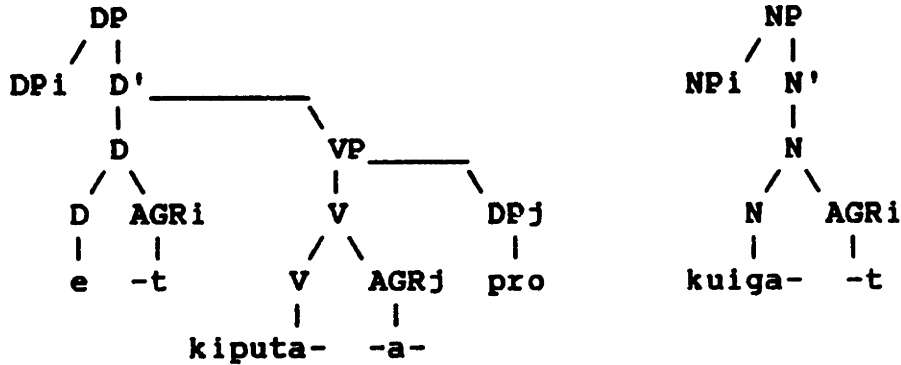 DP NP
DPi D' NPi N'
D VP N
D AGRi V DPj N AGRi
e -t V AGRj pro kuiga- -t
kiputa- -a-